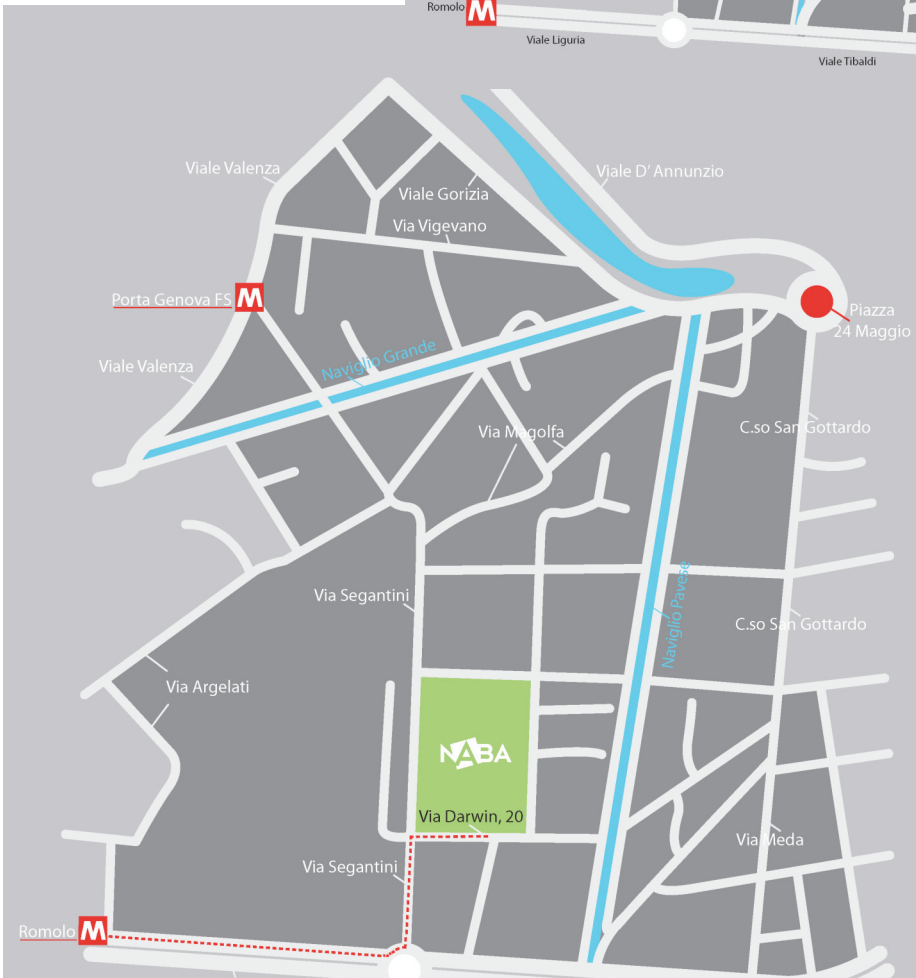 Romolo M
Viale Liguria
Viale Tibaldi
Viale Valenza
Viale D' Annunzio
Viale Gorizia
Via Vigevano
Porta Genova FS M
Piazza
24 Maggio
Naviglio Grande
Viale Valenza
C.so San Gottardo
Via Magolfa
Via Segantini
Naviglio Pavese
C.so San Gottardo
Via Argelati
NABA
Via Darwin, 20
Via Meda
Via Segantini
Romolo M